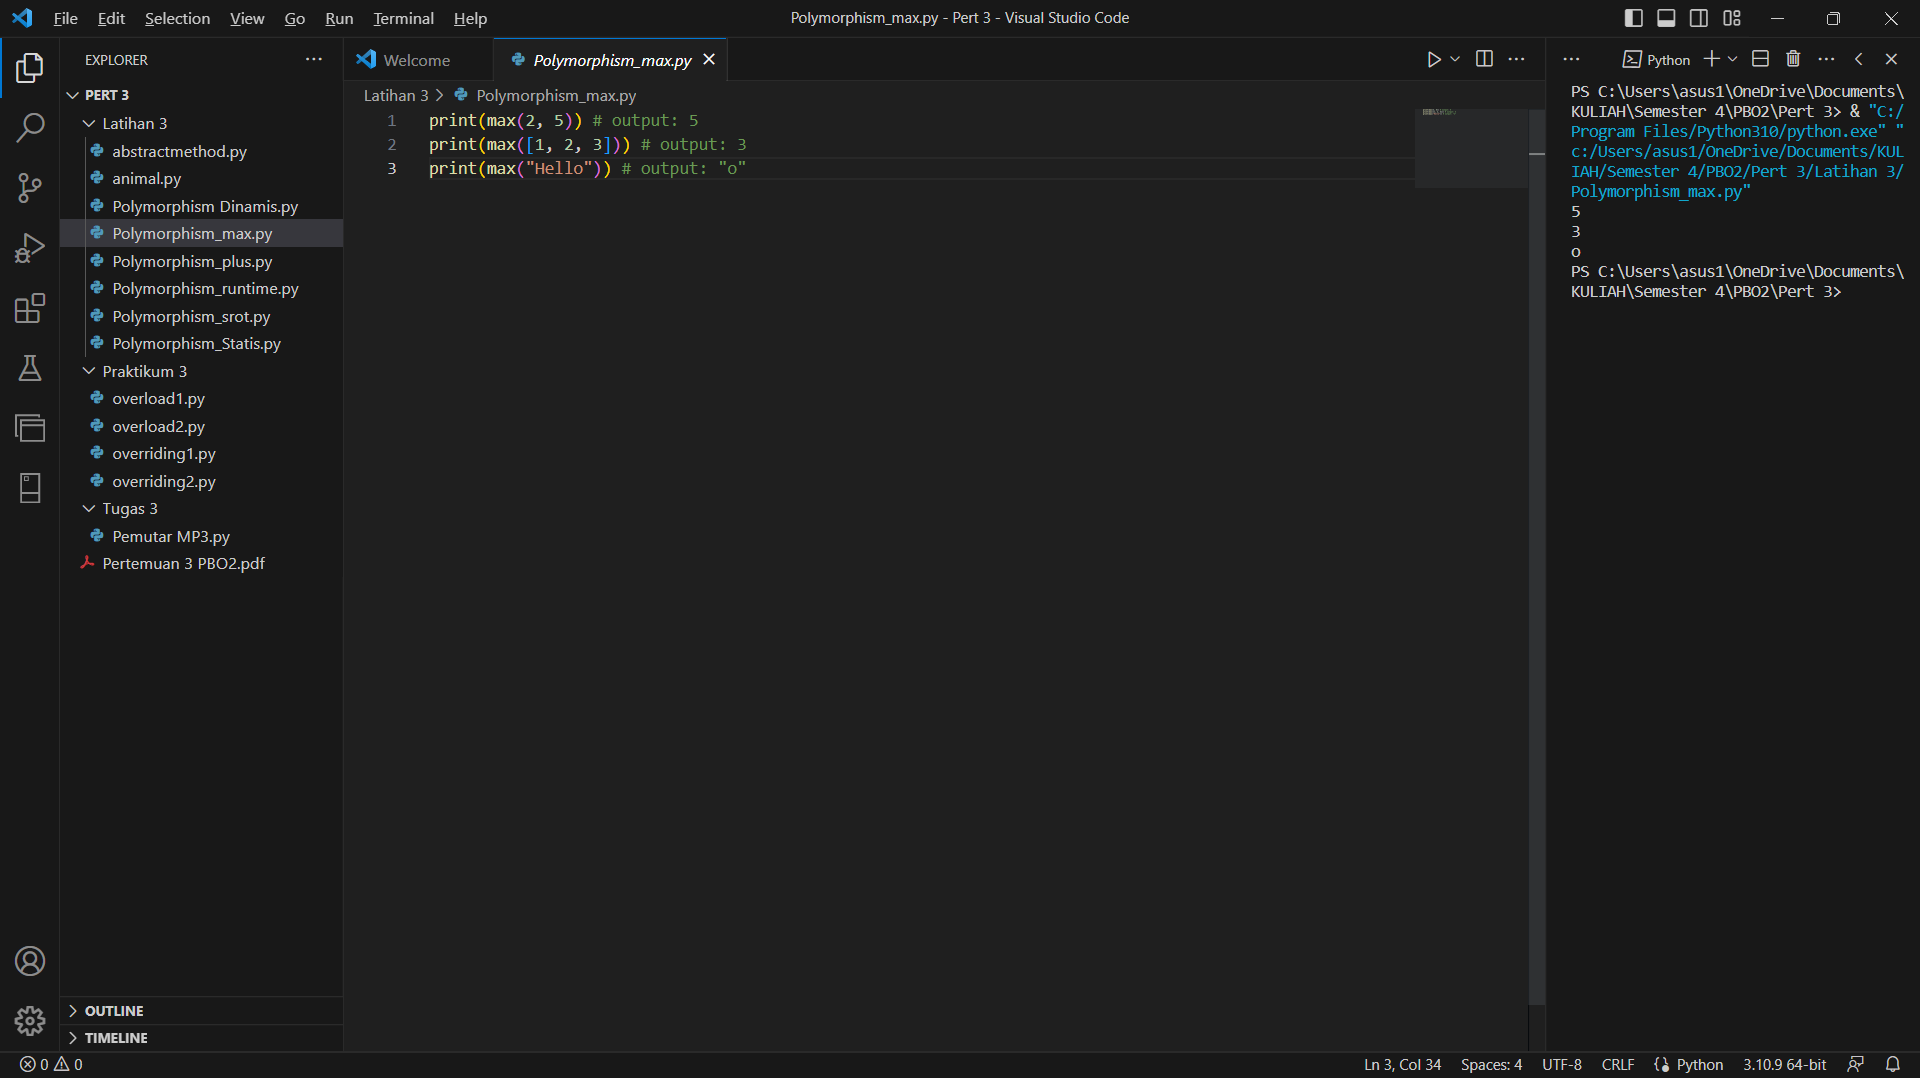 File Edit Selection View Go Run Terminal Help
Polymorphism_max.py - Pert 3 - Visual Studio Code
EXPLORER
PERT 3
Latihan 3
abstractmethod.py
animal.py
Polymorphism Dinamis.py
Polymorphism_max.py
Polymorphism_plus.py
Polymorphism_runtime.py
Polymorphism_srot.py
Polymorphism_Statis.py
Praktikum 3
overload1.py
overload2.py
overriding1.py
overriding2.py
Tugas 3
Pemutar MP3.py
Pertemuan 3 PBO2.pdf
OUTLINE
TIMELINE
Welcome
Polymorphism_max.py
Latihan 3 > Polymorphism_max.py
1 print(max(2, 5)) # output: 5
2 print(max([1, 2, 3])) # output: 3
3 print(max("Hello")) # output: "o"
Python
PS C:\Users\asus1\OneDrive\Documents\
KULIAH\Semester 4\PBO2\Pert 3> & "C:/
Program Files/Python310/python.exe" "
c:/Users/asus1/OneDrive/Documents/KUL
IAH/Semester 4/PBO2/Pert 3/Latihan 3/
Polymorphism_max.py"
5
3
o
PS C:\Users\asus1\OneDrive\Documents\
KULIAH\Semester 4\PBO2\Pert 3>
0 0
Ln 3, Col 34 Spaces: 4 UTF-8 CRLF Python 3.10.9 64-bit